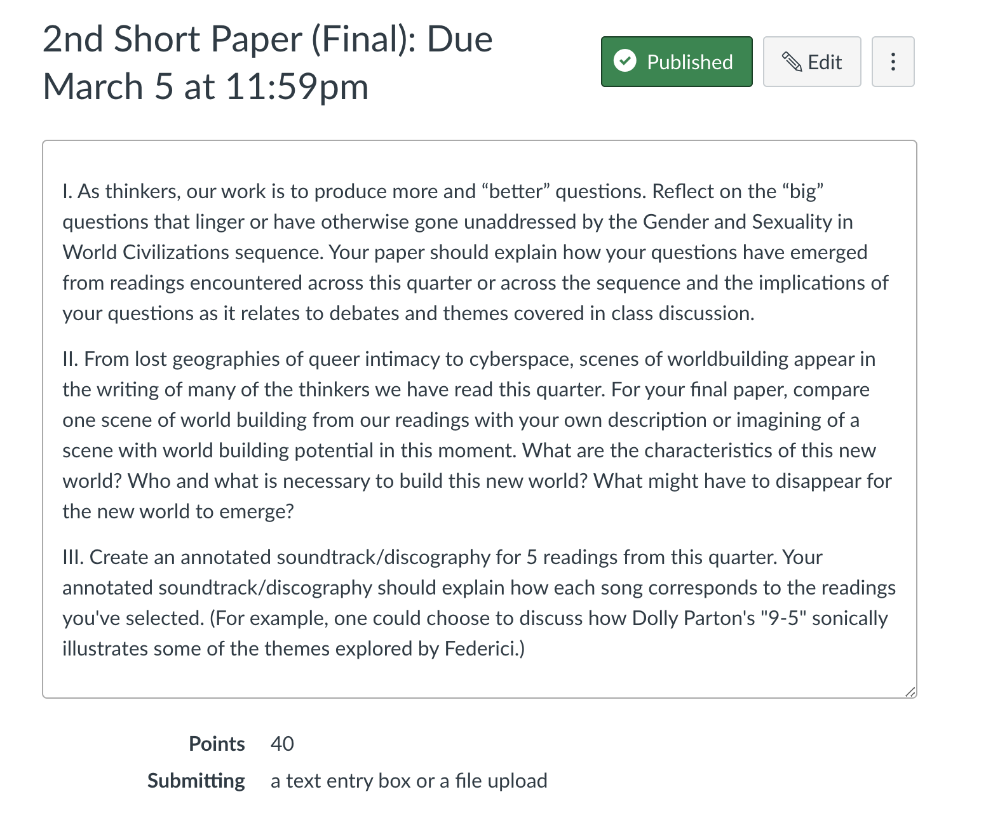 2nd Short Paper (Final): Due
March 5 at 11:59pm
Published
Edit
I. As thinkers, our work is to produce more and “better” questions. Reflect on the “big”
questions that linger or have otherwise gone unaddressed by the Gender and Sexuality in
World Civilizations sequence. Your paper should explain how your questions have emerged
from readings encountered across this quarter or across the sequence and the implications of
your questions as it relates to debates and themes covered in class discussion.
II. From lost geographies of queer intimacy to cyberspace, scenes of worldbuilding appear in
the writing of many of the thinkers we have read this quarter. For your final paper, compare
one scene of world building from our readings with your own description or imagining of a
scene with world building potential in this moment. What are the characteristics of this new
world? Who and what is necessary to build this new world? What might have to disappear for
the new world to emerge?
III. Create an annotated soundtrack/discography for 5 readings from this quarter. Your
annotated soundtrack/discography should explain how each song corresponds to the readings
you've selected. (For example, one could choose to discuss how Dolly Parton's "9-5" sonically
illustrates some of the themes explored by Federici.)
Points 40
Submitting a text entry box or a file upload